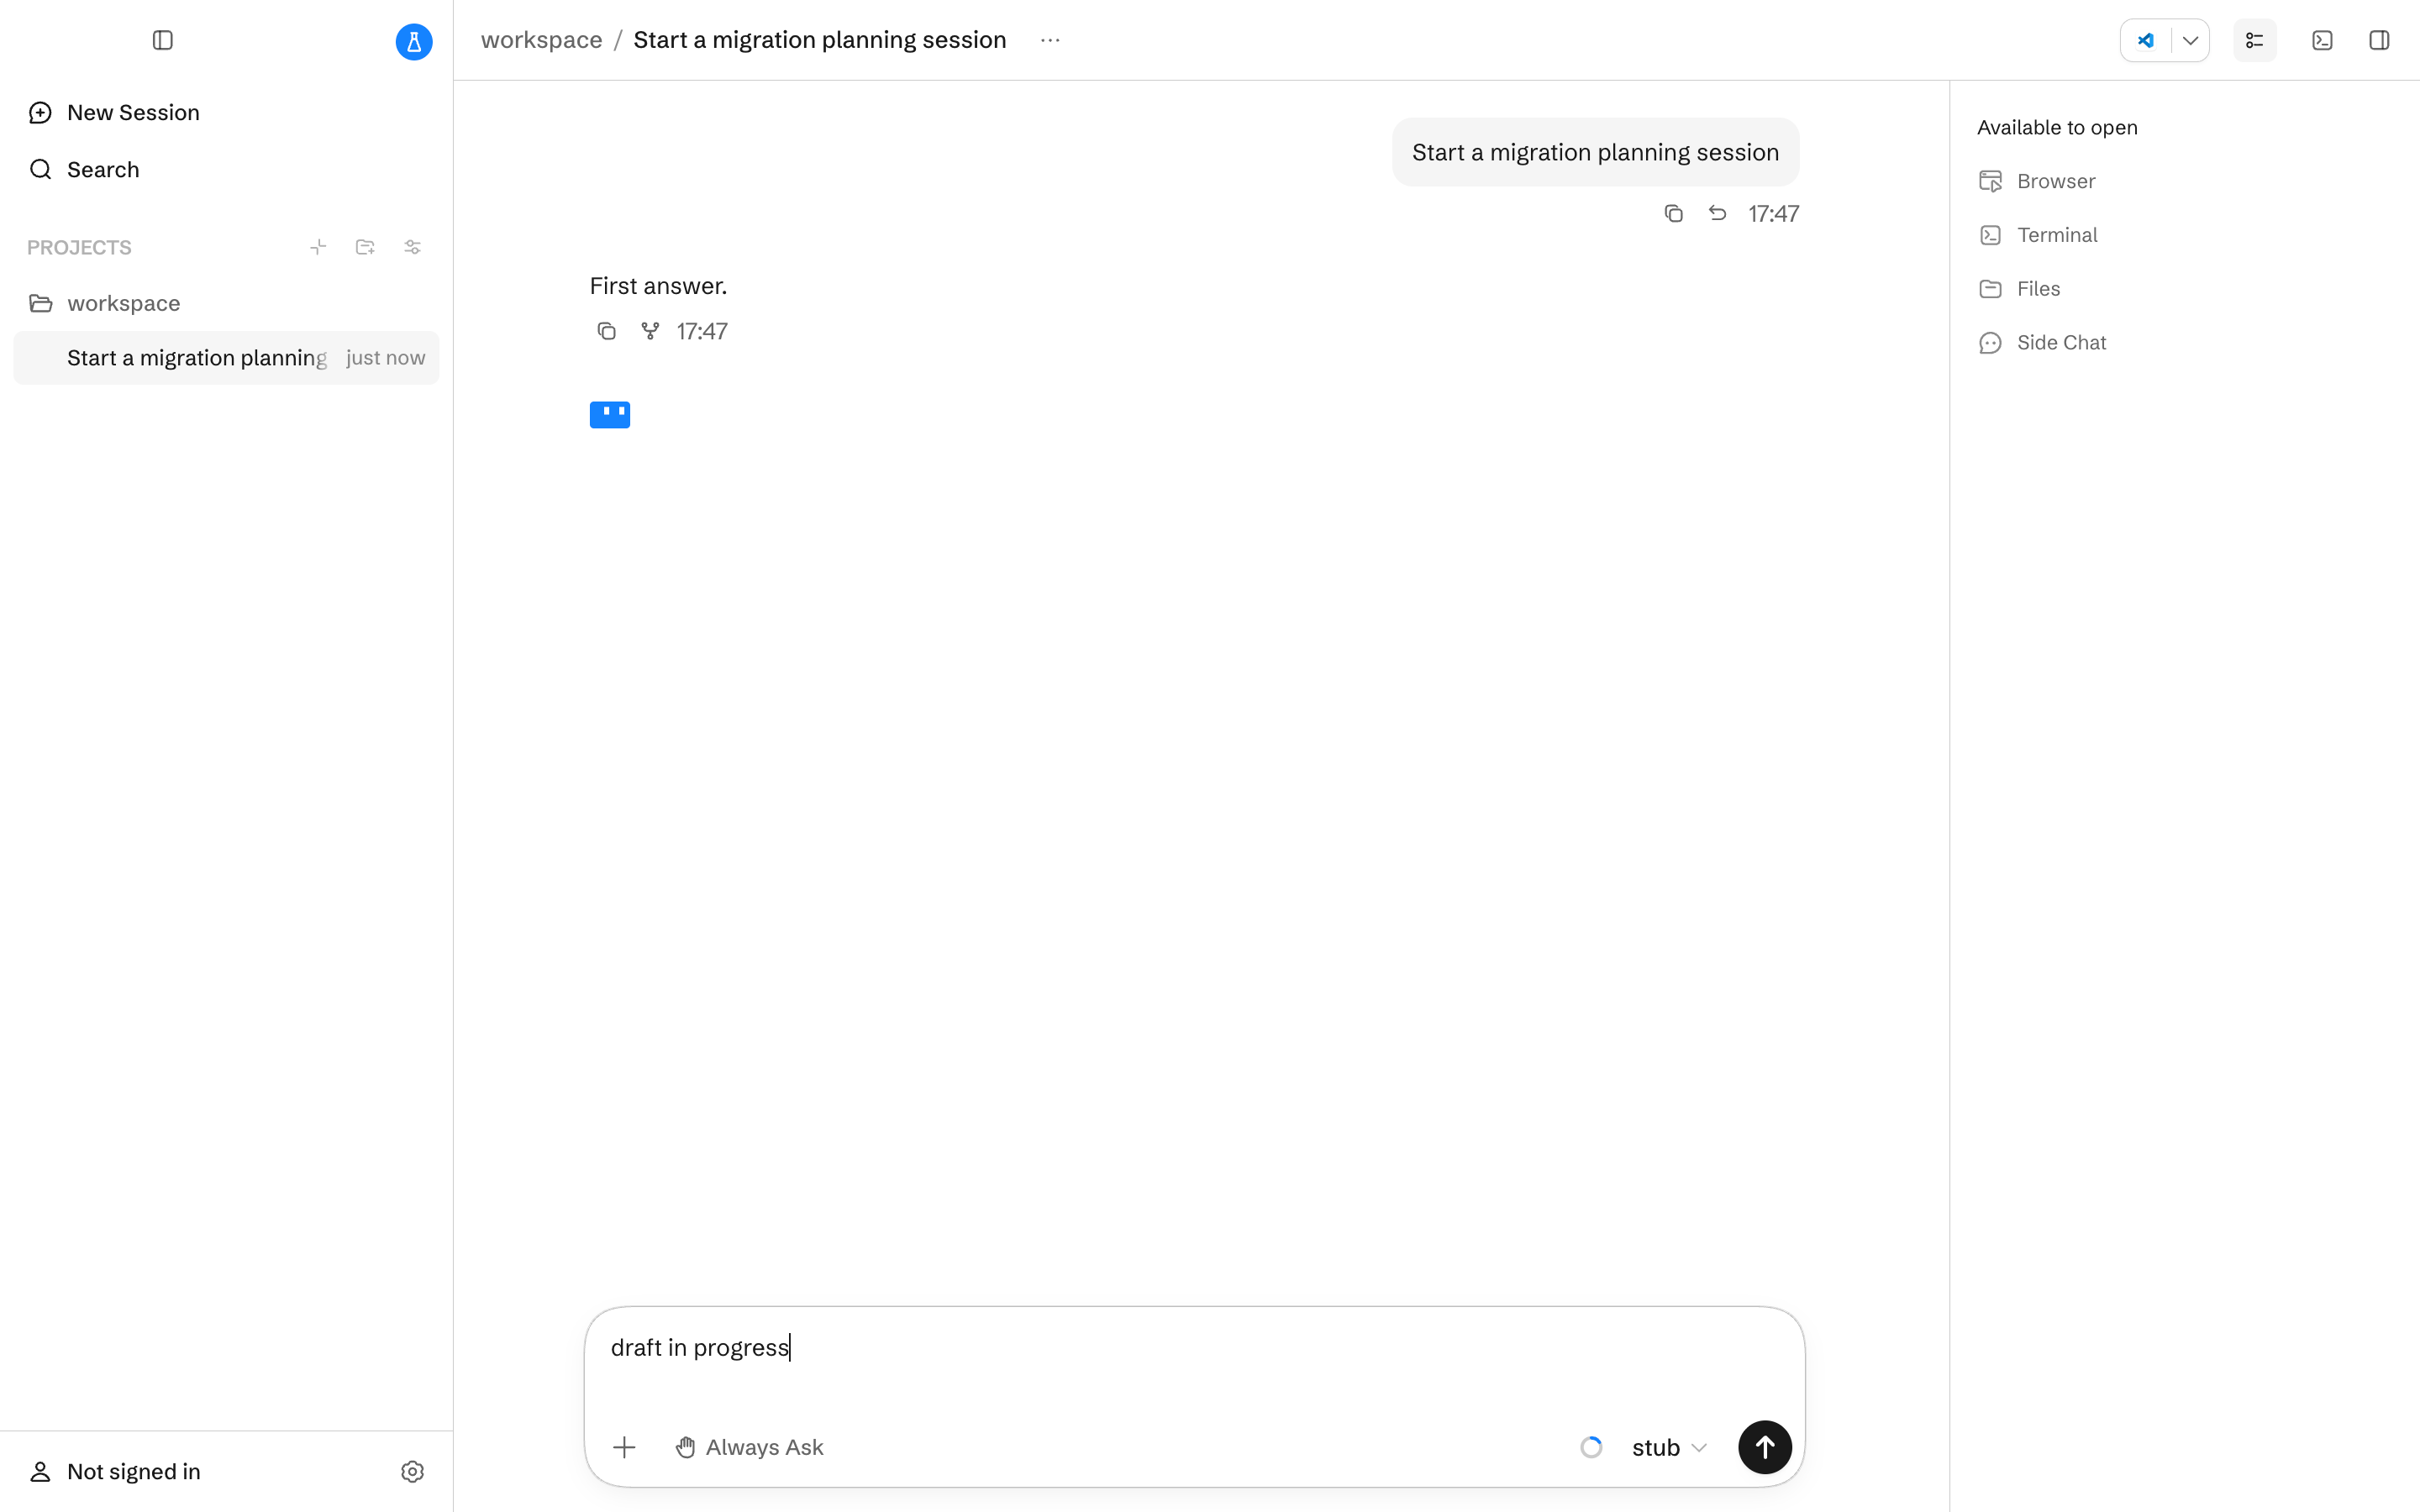 New Session
Search
PROJECTS
workspace
Start a migration planning just now
Not signed in
workspace / Start a migration planning session
Start a migration planning session
17:47
First answer.
17:47
draft in progress
Always Ask
stub
Available to open
Browser
Terminal
Files
Side Chat